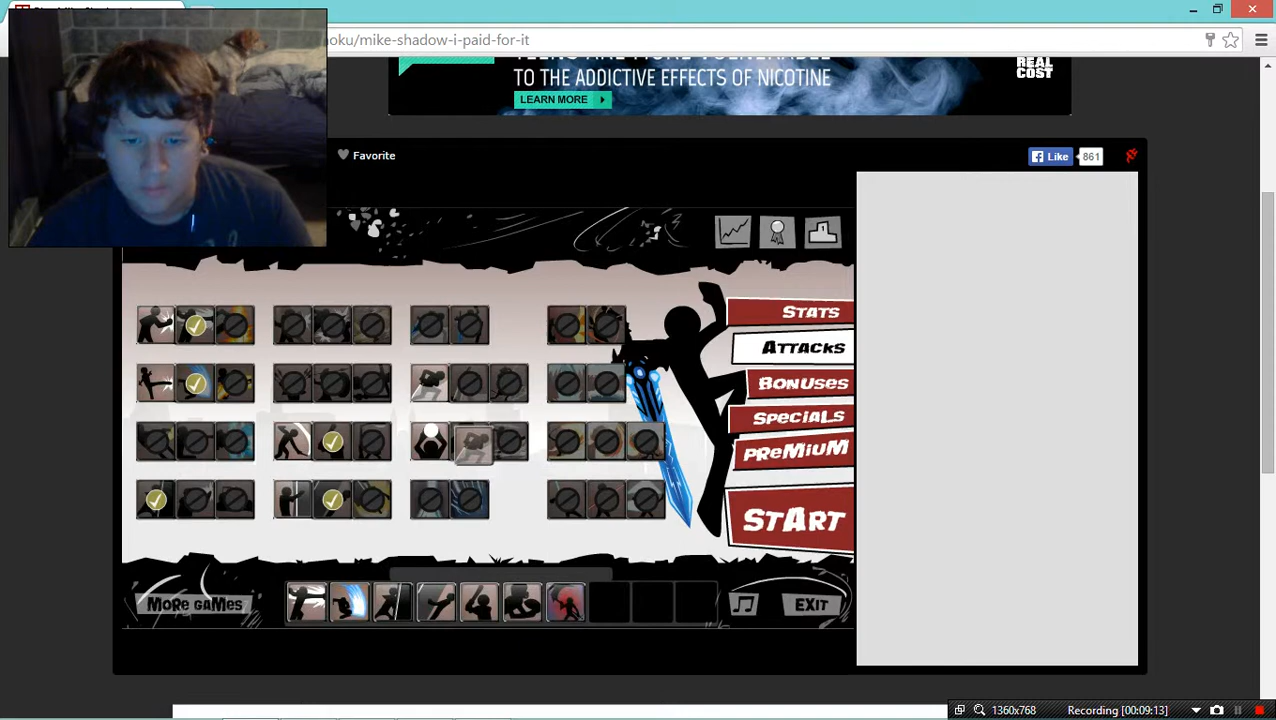 oku/mike-shadow-i-paid-for-it
TO THE ADDICTIVE EFFECTS OF NICOTINE
LEARN MORE
REAL
COST
Favorite
Like
861
STATS
ATTACKS
BONUSES
SPECIALS
PREMIUM
START
MORE GAMES
EXIT
1360x768
Recording [00:09:13]